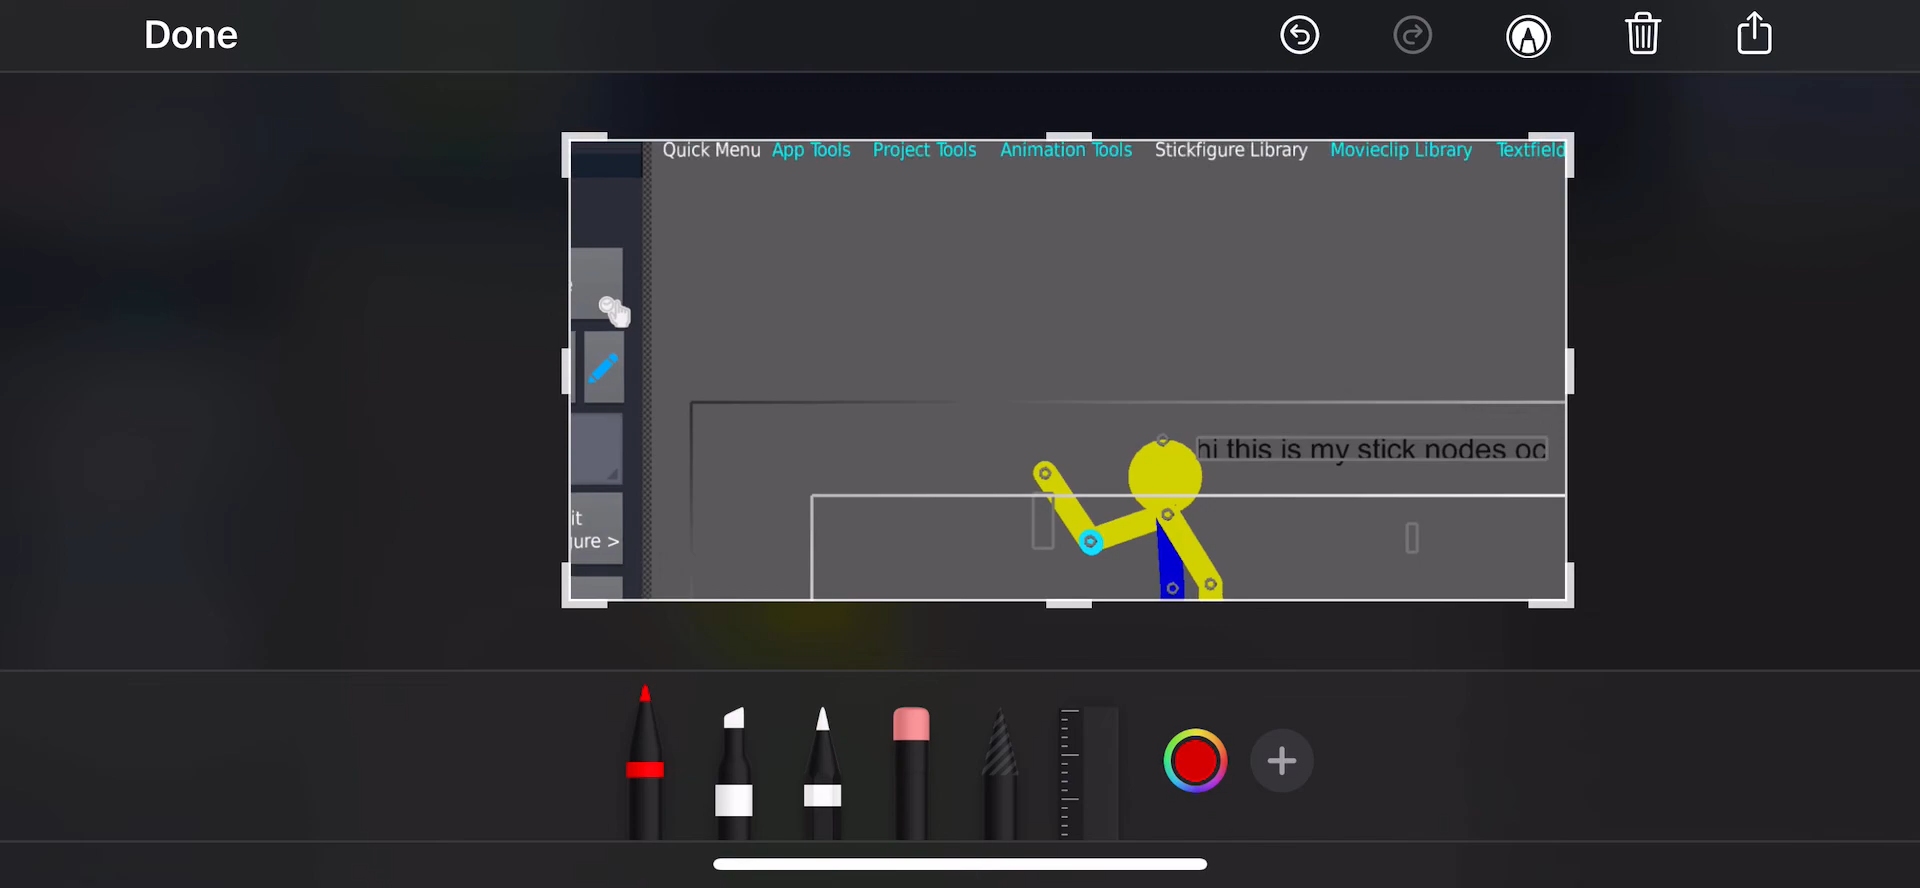 Done
Quick Menu App Tools Project Tools Animation Tools Stickfigure Library Movieclip Library Textfield
hi this is my stick nodes oc
it
ure >